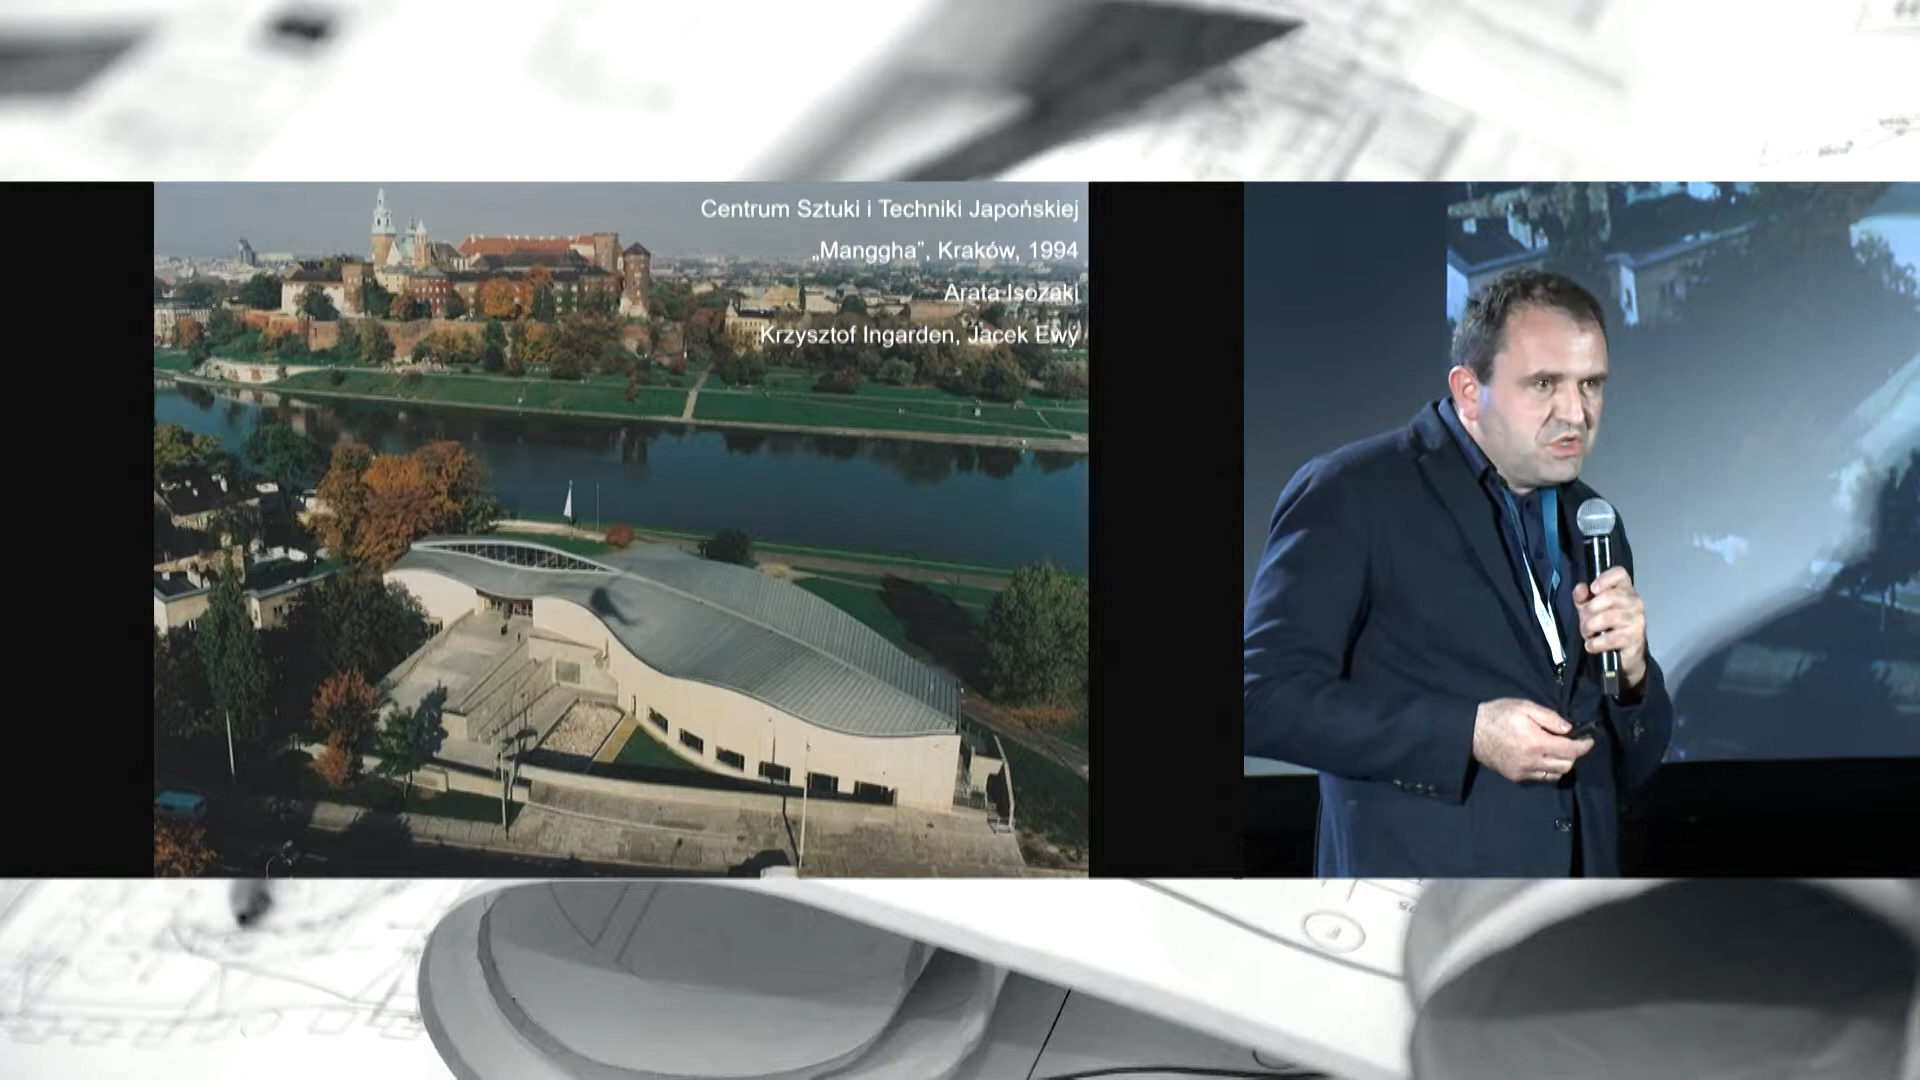 Centrum Sztuki i Techniki Japońskiej
„Manggha”, Kraków, 1994
Arata Isozaki
Krzysztof Ingarden, Jacek Ewý